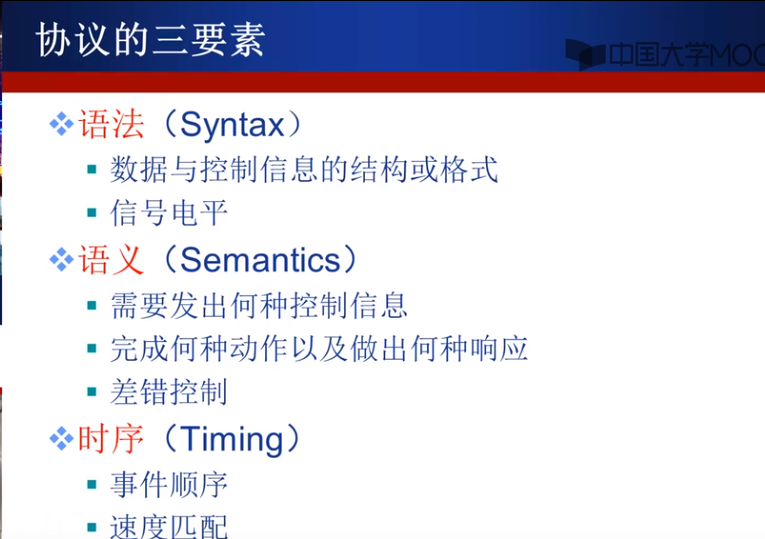 协议的三要素
中国大学MOO
语法（Syntax）
数据与控制信息的结构或格式
信号电平
语义（Semantics）
需要发出何种控制信息
完成何种动作以及做出何种响应
差错控制
时序（Timing）
事件顺序
速度匹配